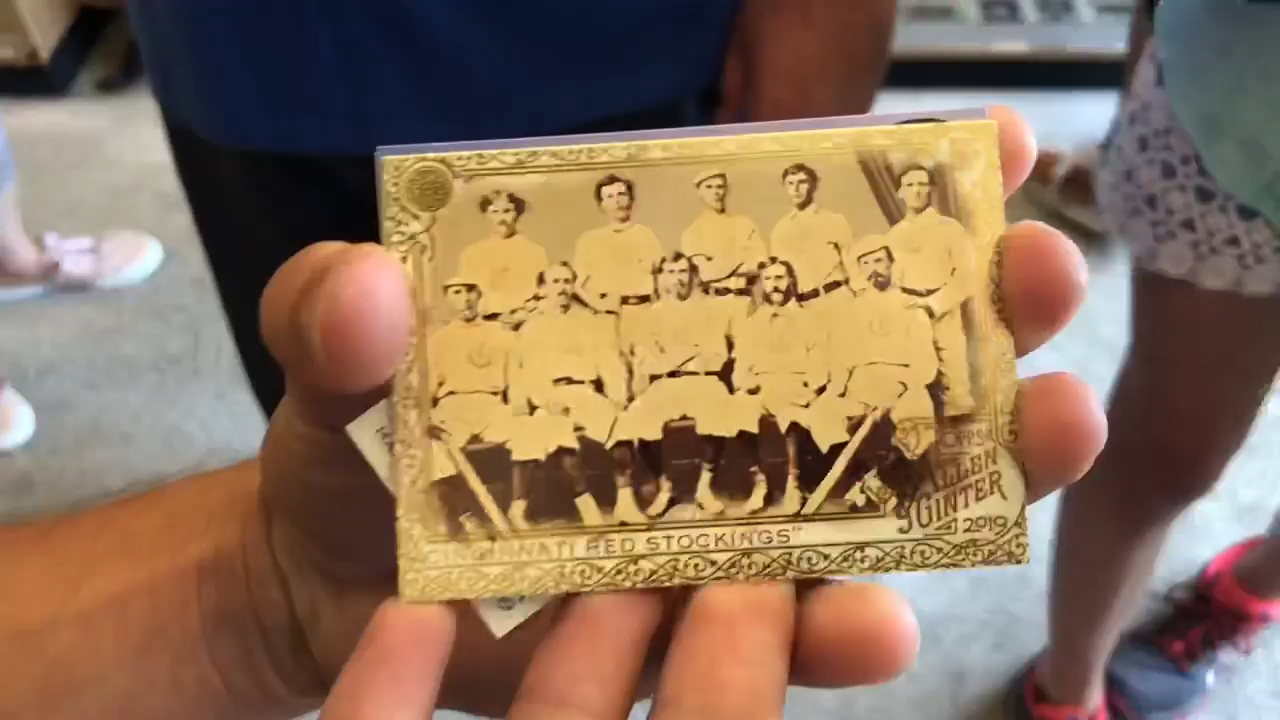 TOPPS
ALLEN
& GINTER
2019
"CINCINNATI RED STOCKINGS"